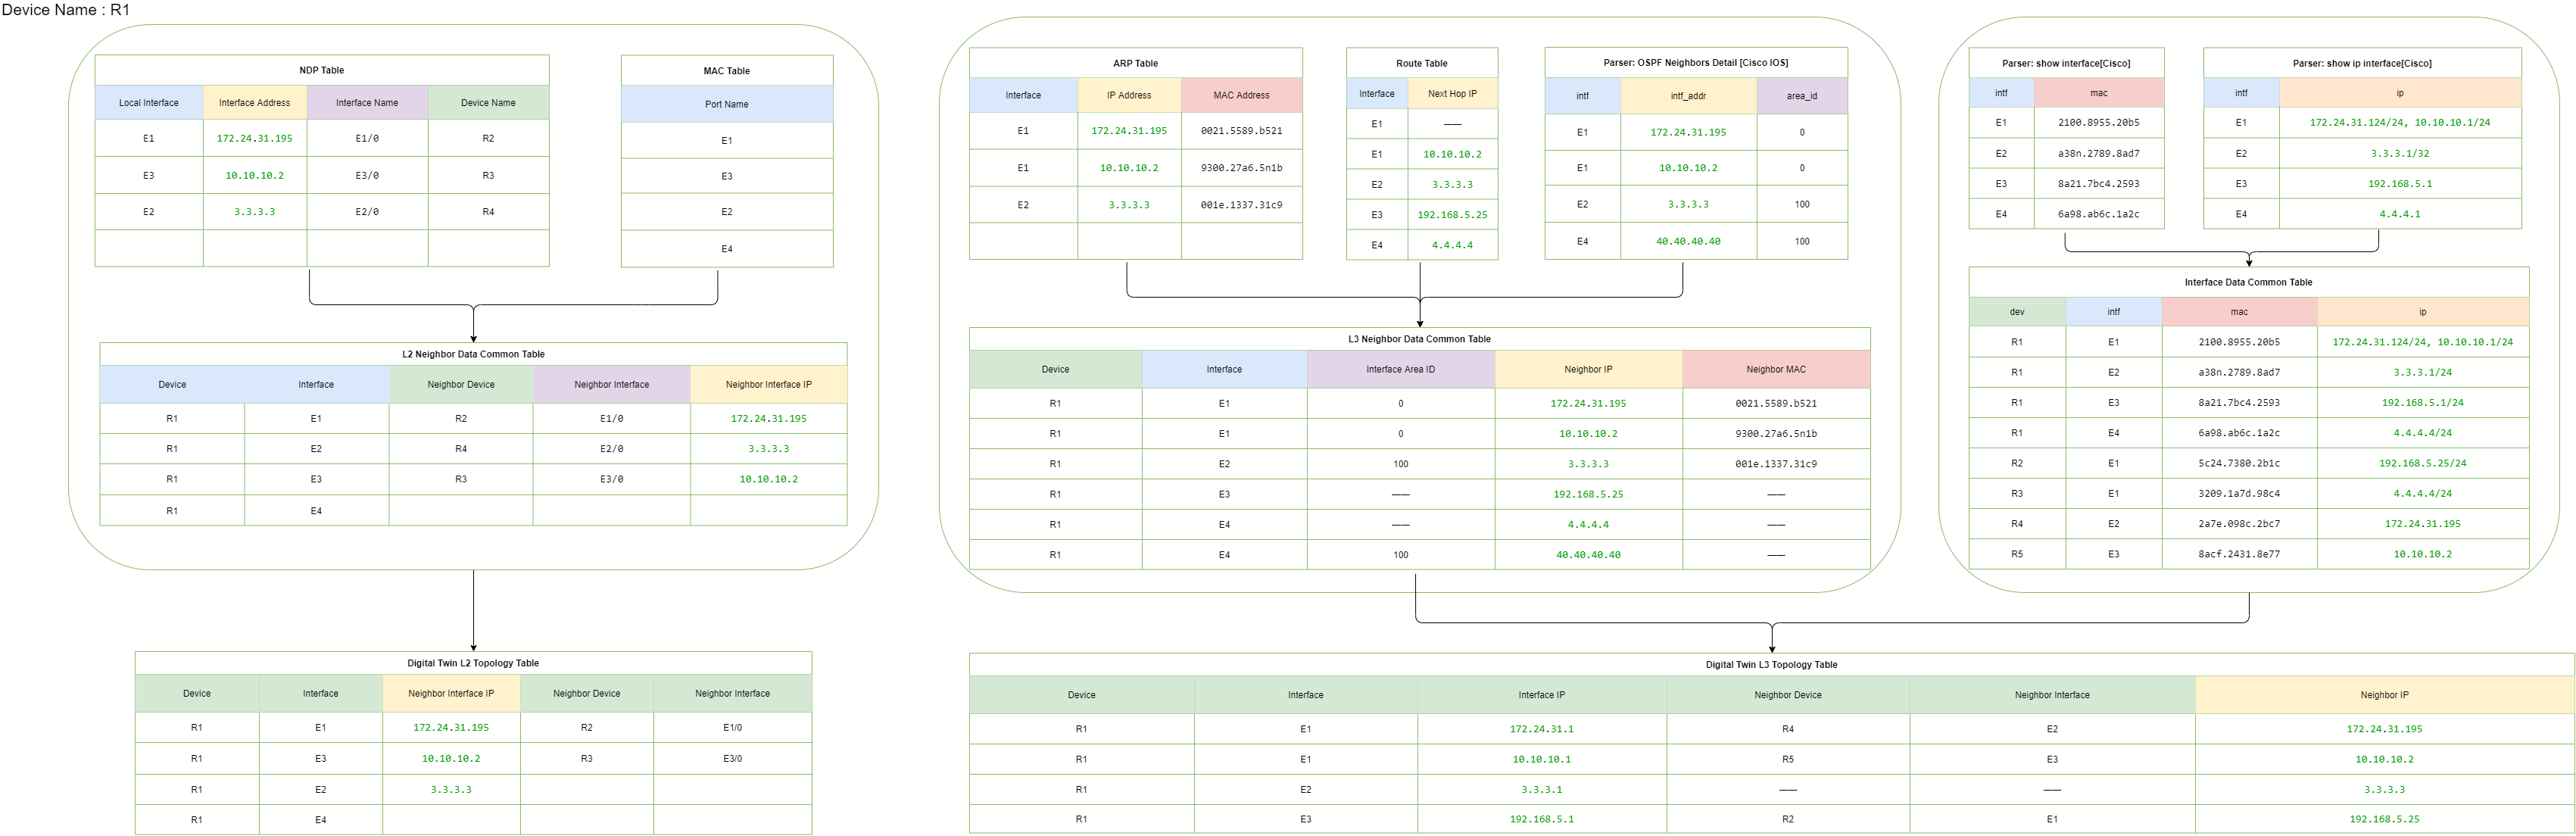 Device Name : R1
NDP Table
Local Interface Interface Address Interface Name Device Name
E1 172.24.31.195 E1/0 R2
E3 10.10.10.2 E3/0 R3
E2 3.3.3.3 E2/0 R4
MAC Table
Port Name
E1
E3
E2
E4
L2 Neighbor Data Common Table
Device Interface Neighbor Device Neighbor Interface Neighbor Interface IP
R1 E1 R2 E1/0 172.24.31.195
R1 E2 R4 E2/0 3.3.3.3
R1 E3 R3 E3/0 10.10.10.2
R1 E4
Digital Twin L2 Topology Table
Device Interface Neighbor Interface IP Neighbor Device Neighbor Interface
R1 E1 172.24.31.195 R2 E1/0
R1 E3 10.10.10.2 R3 E3/0
R1 E2 3.3.3.3
R1 E4
ARP Table
Interface IP Address MAC Address
E1 172.24.31.195 0021.5589.b521
E1 10.10.10.2 9300.27a6.5n1b
E2 3.3.3.3 001e.1337.31c9
Route Table
Interface Next Hop IP
E1 ——
E1 10.10.10.2
E2 3.3.3.3
E3 192.168.5.25
E4 4.4.4.4
Parser: OSPF Neighbors Detail [Cisco IOS]
intf intf_addr area_id
E1 172.24.31.195 0
E1 10.10.10.2 0
E2 3.3.3.3 100
E4 40.40.40.40 100
L3 Neighbor Data Common Table
Device Interface Interface Area ID Neighbor IP Neighbor MAC
R1 E1 0 172.24.31.195 0021.5589.b521
R1 E1 0 10.10.10.2 9300.27a6.5n1b
R1 E2 100 3.3.3.3 001e.1337.31c9
R1 E3 —— 192.168.5.25 ——
R1 E4 —— 4.4.4.4 ——
R1 E4 100 40.40.40.40 ——
Parser: show interface[Cisco]
intf mac
E1 2100.8955.20b5
E2 a38n.2789.8ad7
E3 8a21.7bc4.2593
E4 6a98.ab6c.1a2c
Parser: show ip interface[Cisco]
intf ip
E1 172.24.31.124/24, 10.10.10.1/24
E2 3.3.3.1/32
E3 192.168.5.1
E4 4.4.4.1
Interface Data Common Table
dev intf mac ip
R1 E1 2100.8955.20b5 172.24.31.124/24, 10.10.10.1/24
R1 E2 a38n.2789.8ad7 3.3.3.1/24
R1 E3 8a21.7bc4.2593 192.168.5.1/24
R1 E4 6a98.ab6c.1a2c 4.4.4.4/24
R2 E1 5c24.7380.2b1c 192.168.5.25/24
R3 E1 3209.1a7d.98c4 4.4.4.4/24
R4 E2 2a7e.098c.2bc7 172.24.31.195
R5 E3 8acf.2431.8e77 10.10.10.2
Digital Twin L3 Topology Table
Device Interface Interface IP Neighbor Device Neighbor Interface Neighbor IP
R1 E1 172.24.31.1 R4 E2 172.24.31.195
R1 E1 10.10.10.1 R5 E3 10.10.10.2
R1 E2 3.3.3.1 —— —— 3.3.3.3
R1 E3 192.168.5.1 R2 E1 192.168.5.25